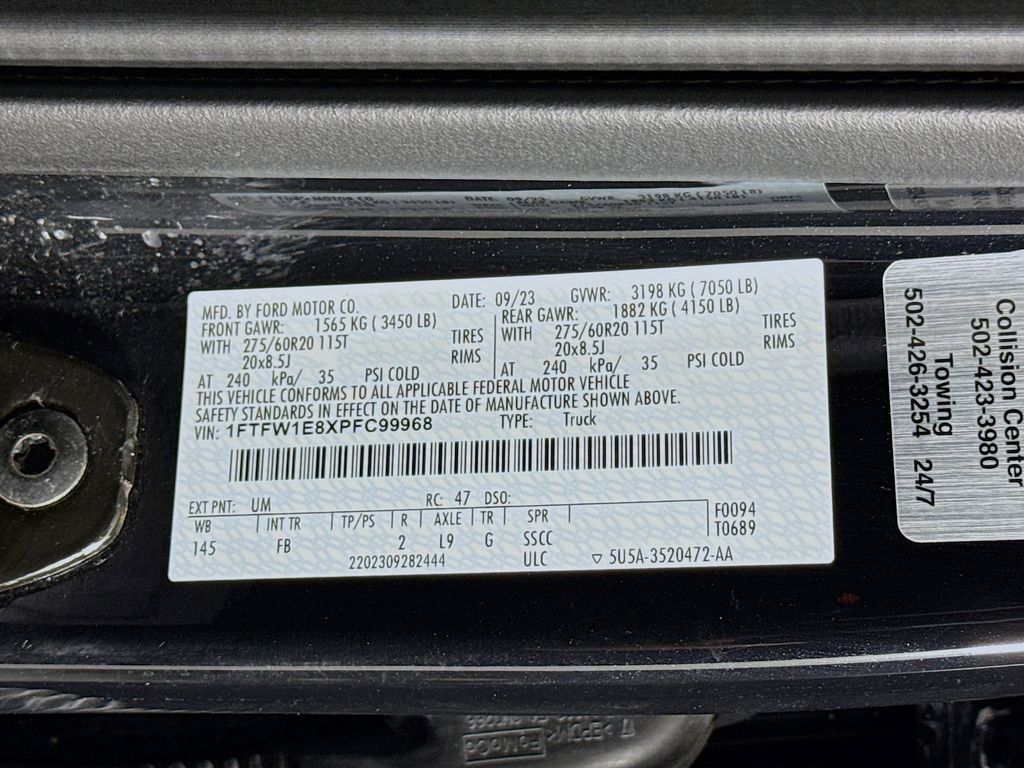 MFD. BY FORD MOTOR CO. DATE: 09/23 GVWR: 3198 KG ( 7050 LB)
FRONT GAWR: 1565 KG ( 3450 LB) REAR GAWR: 1882 KG ( 4150 LB)
WITH 275/60R20 115T TIRES WITH 275/60R20 115T TIRES
20x8.5J RIMS 20x8.5J RIMS
AT 240 kPa/ 35 PSI COLD AT 240 kPa/ 35 PSI COLD
THIS VEHICLE CONFORMS TO ALL APPLICABLE FEDERAL MOTOR VEHICLE
SAFETY STANDARDS IN EFFECT ON THE DATE OF MANUFACTURE SHOWN ABOVE.
VIN: 1FTFW1E8XPFC99968 TYPE: Truck
EXT PNT: UM RC: 47 DSO:
WB INT TR TP/PS R AXLE TR SPR F0094
145 FB 2 L9 G SSCC T0689
2202309282444 ULC ▽ 5U5A-3520472-AA
Collision Center
502-423-3980
Towing
502-426-3254 24/7
FoMoCo